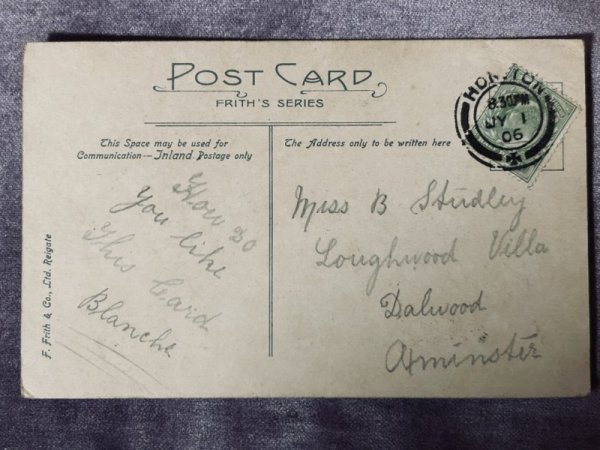 POST CARD
FRITH'S SERIES
This Space may be used for
Communication — Inland Postage only
The Address only to be written here
HONITON
8.30PM
JY 1
06
How do
You like
This Card
Blanche
Miss B Studley
Loughwood Villa
Dalwood
Axminster
F. Frith & Co., Ltd. Reigate